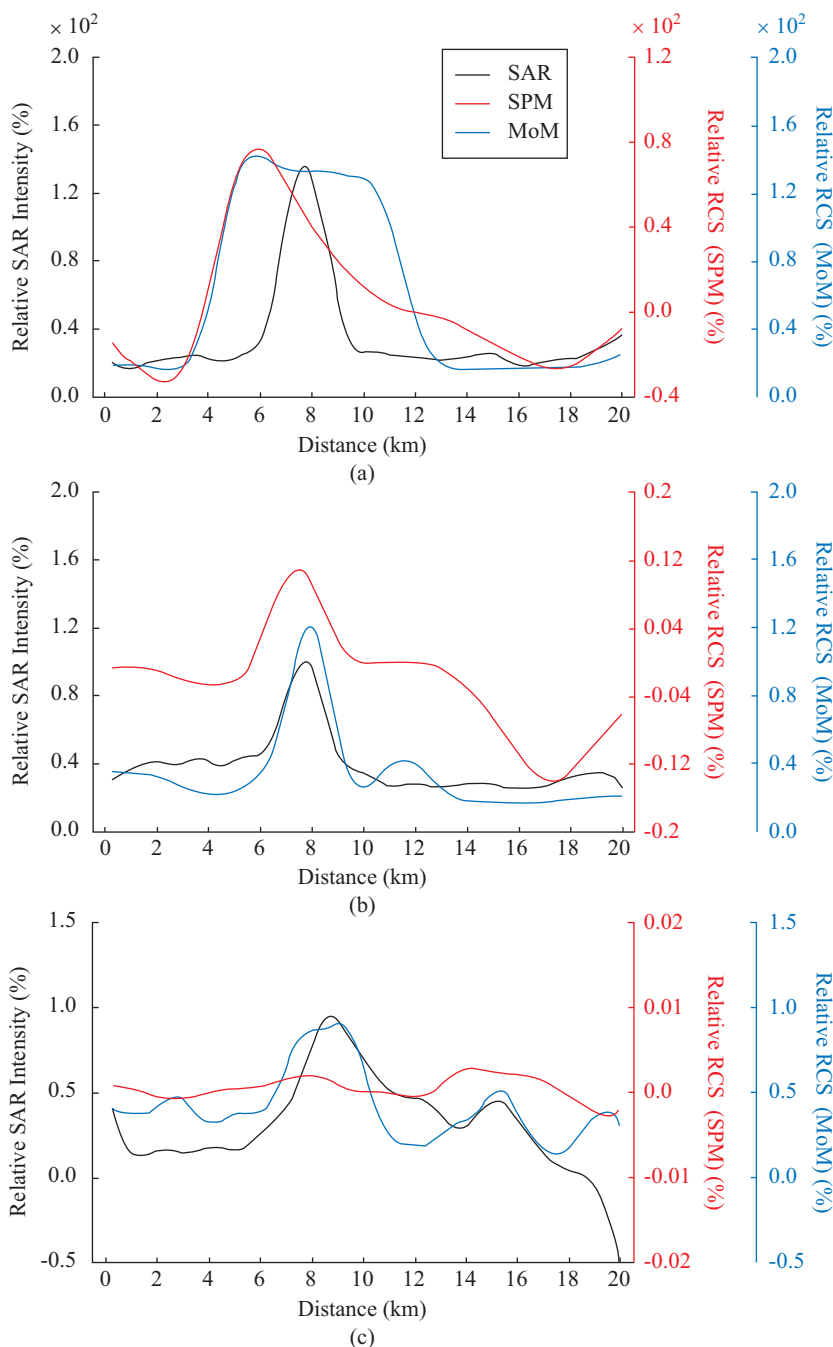 × 10² × 10² × 10²
2.0 1.2 2.0
SAR
SPM
MoM
1.6 0.8 1.6
1.2 0.4 1.2
0.8 0.0 0.8
0.4 0.4
0.0 -0.4 0.0
Relative SAR Intensity (%)
Relative RCS (SPM) (%)
Relative RCS (MoM) (%)
0 2 4 6 8 10 12 14 16 18 20
Distance (km)
(a)
2.0 0.2 2.0
1.6 0.12 1.6
1.2 0.04 1.2
0.8 -0.04 0.8
0.4 -0.12 0.4
0.0 -0.2 0.0
Relative SAR Intensity (%)
Relative RCS (SPM) (%)
Relative RCS (MoM) (%)
0 2 4 6 8 10 12 14 16 18 20
Distance (km)
(b)
1.5 0.02 1.5
1.0 0.01 1.0
0.5 0.0 0.5
0.0 -0.01 0.0
-0.5 -0.02 -0.5
Relative SAR Intensity (%)
Relative RCS (SPM) (%)
Relative RCS (MoM) (%)
0 2 4 6 8 10 12 14 16 18 20
Distance (km)
(c)